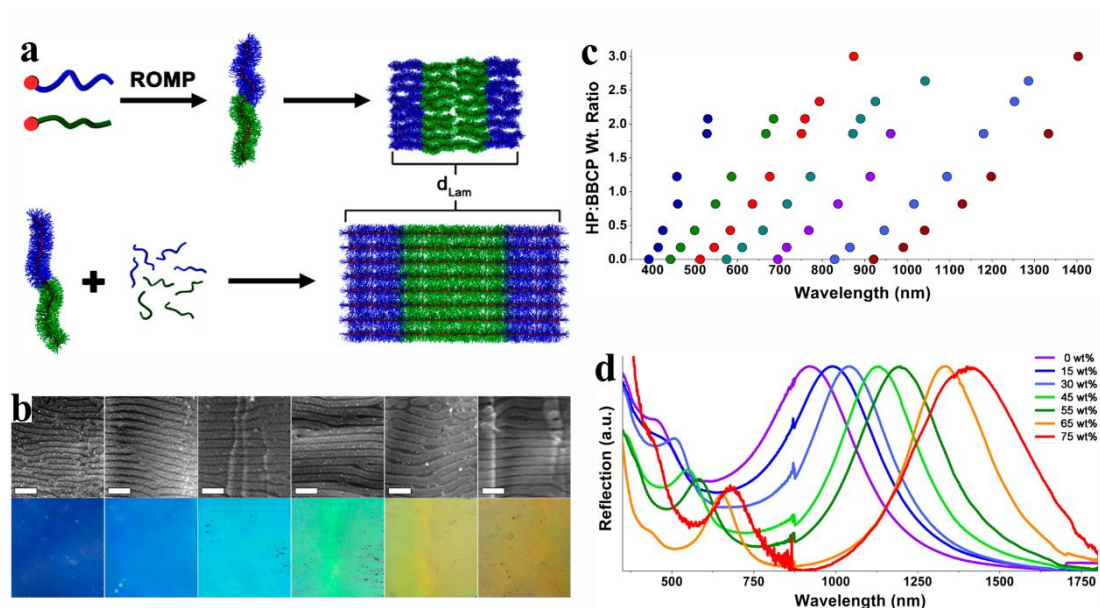 a
ROMP
d_Lam
+
b
c
3.0
2.5
2.0
1.5
1.0
0.5
0.0
HP:BBCP Wt. Ratio
400 500 600 700 800 900 1000 1100 1200 1300 1400
Wavelength (nm)
d
0 wt%
15 wt%
30 wt%
45 wt%
55 wt%
65 wt%
75 wt%
Reflection (a.u.)
500 750 1000 1250 1500 1750
Wavelength (nm)